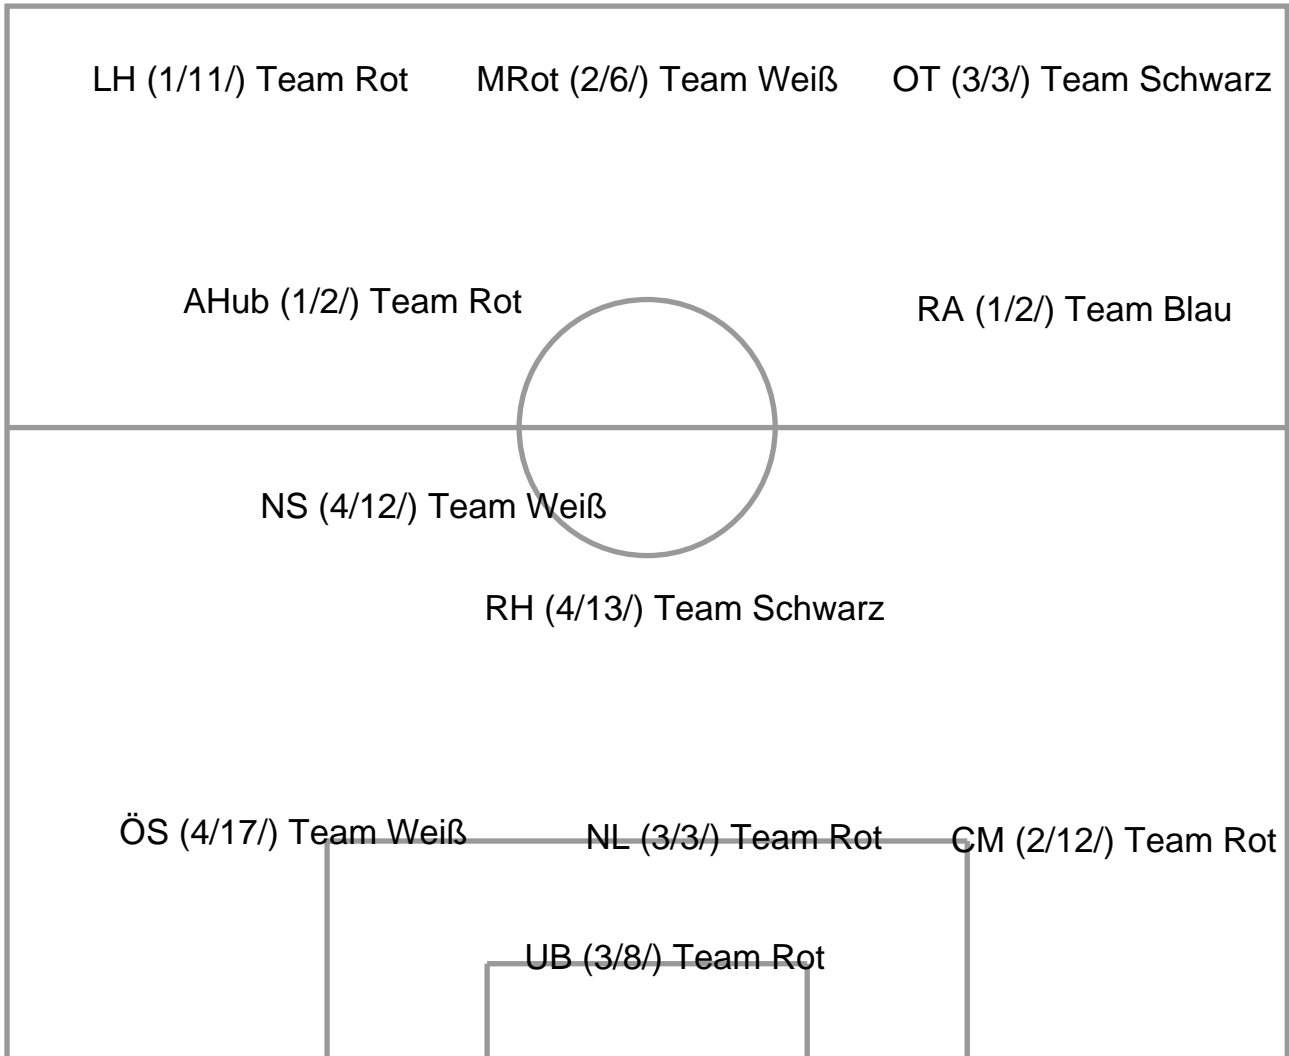 LH (1/11/) Team Rot
MRot (2/6/) Team Weiß
OT (3/3/) Team Schwarz
AHub (1/2/) Team Rot
RA (1/2/) Team Blau
NS (4/12/) Team Weiß
RH (4/13/) Team Schwarz
ÖS (4/17/) Team Weiß
NL (3/3/) Team Rot
CM (2/12/) Team Rot
UB (3/8/) Team Rot